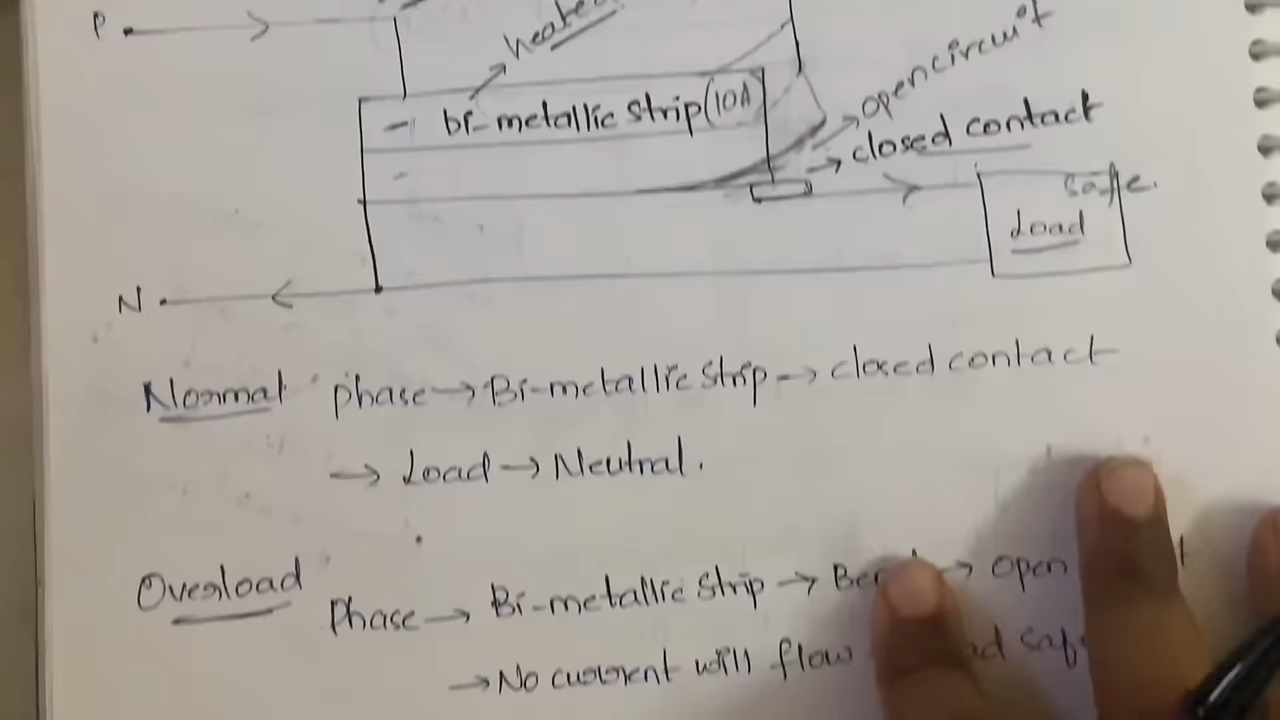 P
heated
bi-metallic strip(10A
open circuit
closed contact
safe.
Load
N
Normal phase → Bi-metallic strip → closed contact
→ Load → Neutral.
Overload
Phase → Bi-metallic strip → → open
→ No current will flow